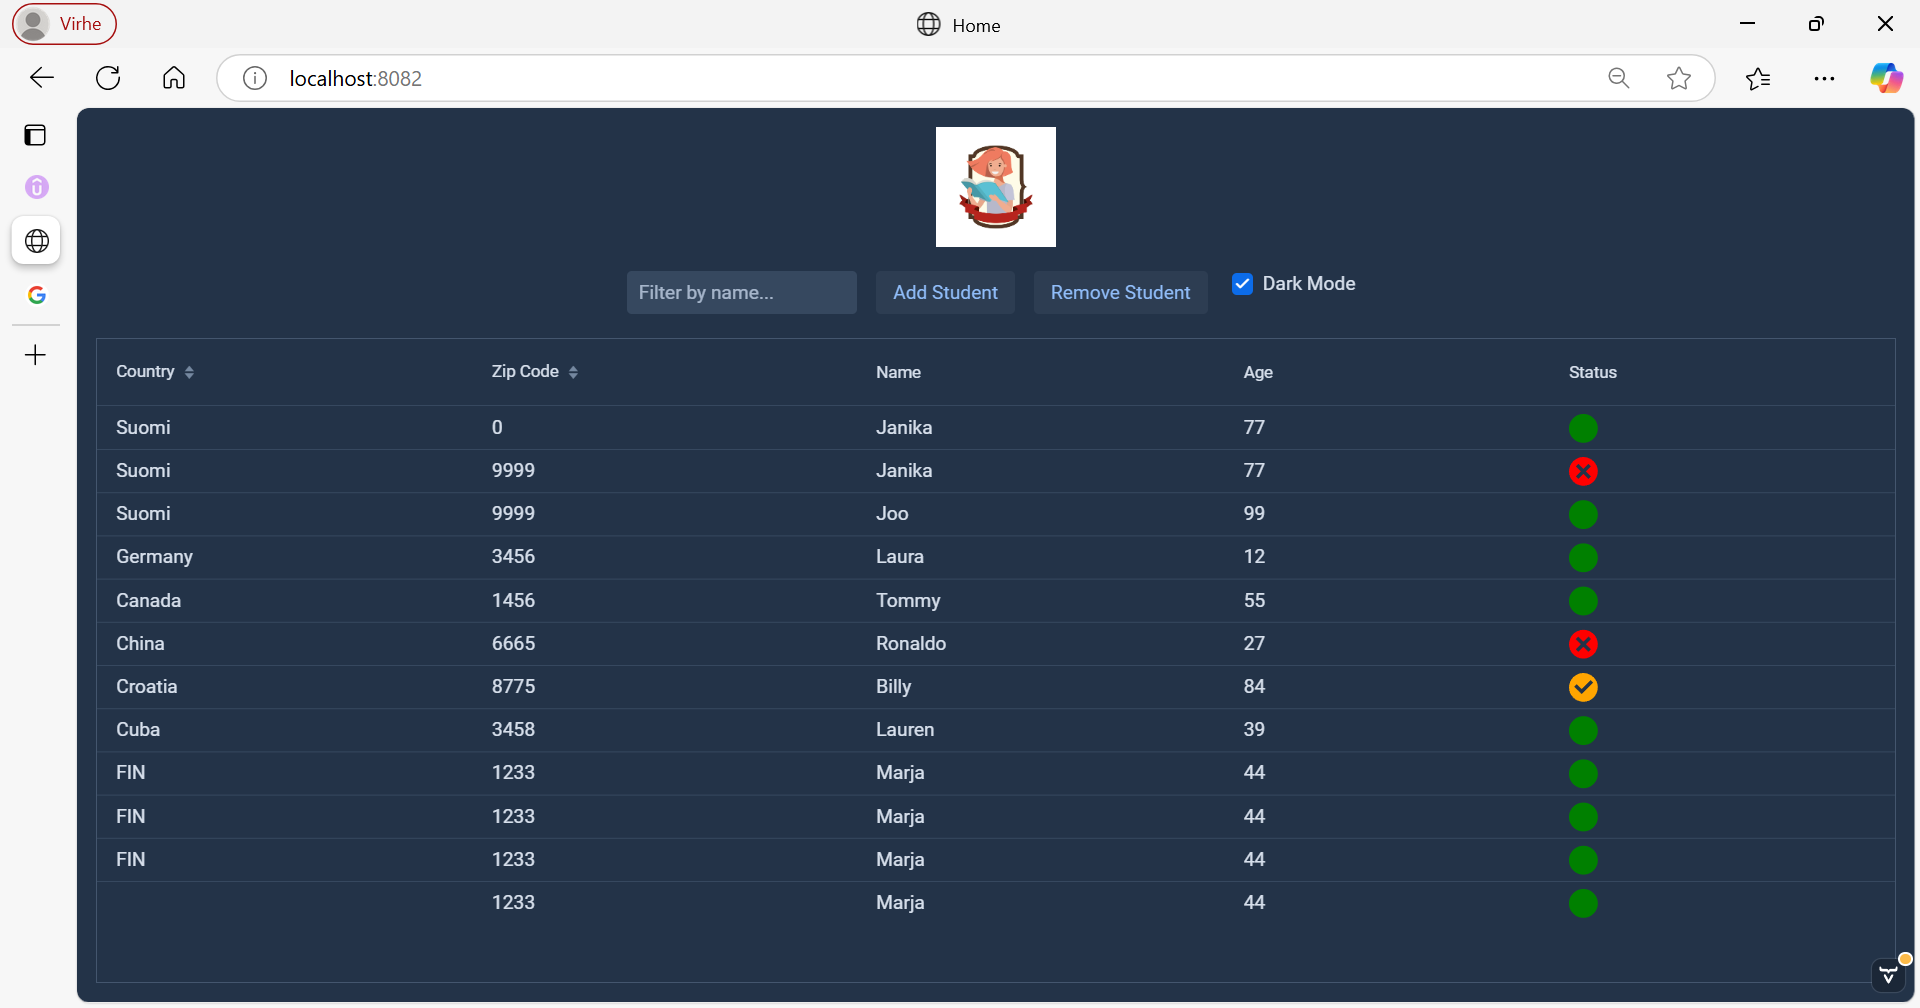 Virhe
Home
localhost:8082
Filter by name...
Add Student
Remove Student
Dark Mode
Country Zip Code Name Age Status
Suomi 0 Janika 77
Suomi 9999 Janika 77
Suomi 9999 Joo 99
Germany 3456 Laura 12
Canada 1456 Tommy 55
China 6665 Ronaldo 27
Croatia 8775 Billy 84
Cuba 3458 Lauren 39
FIN 1233 Marja 44
FIN 1233 Marja 44
FIN 1233 Marja 44
1233 Marja 44